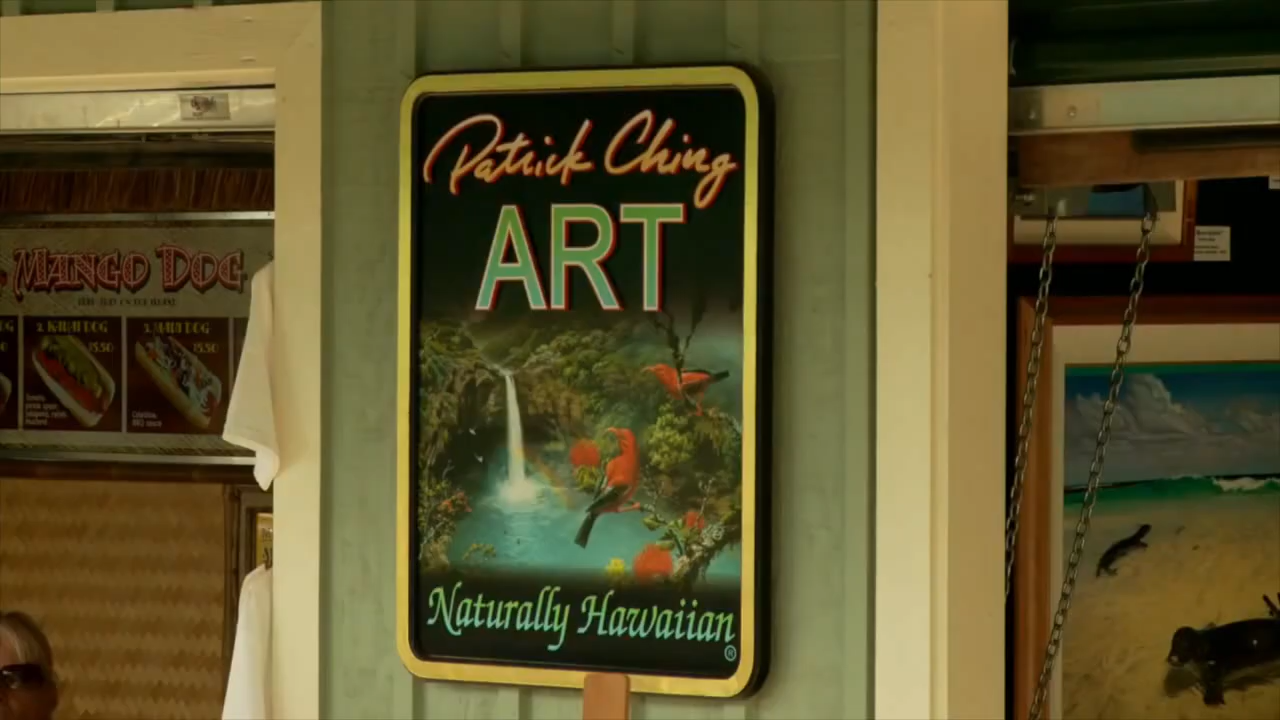 Patrick Ching
ART
Naturally Hawaiian
®
MANGO DOG
2. KAUAI DOG
$5.50
3. MAUI DOG
$5.50